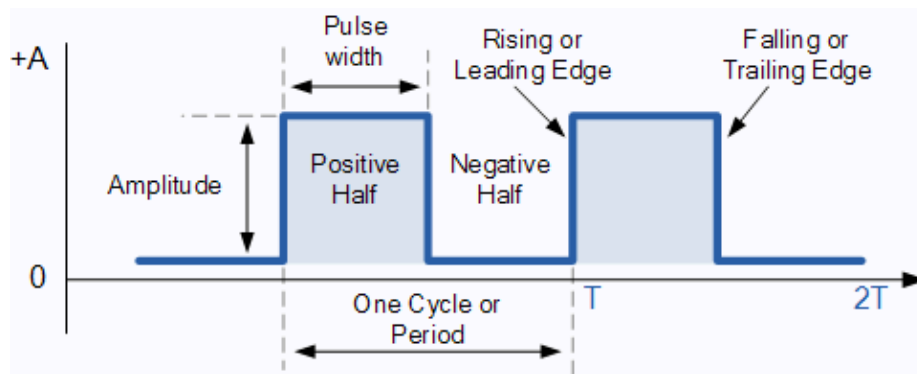 +A
Pulse
width
Rising or
Leading Edge
Falling or
Trailing Edge
Amplitude
Positive
Half
Negative
Half
0
T
2T
One Cycle or
Period